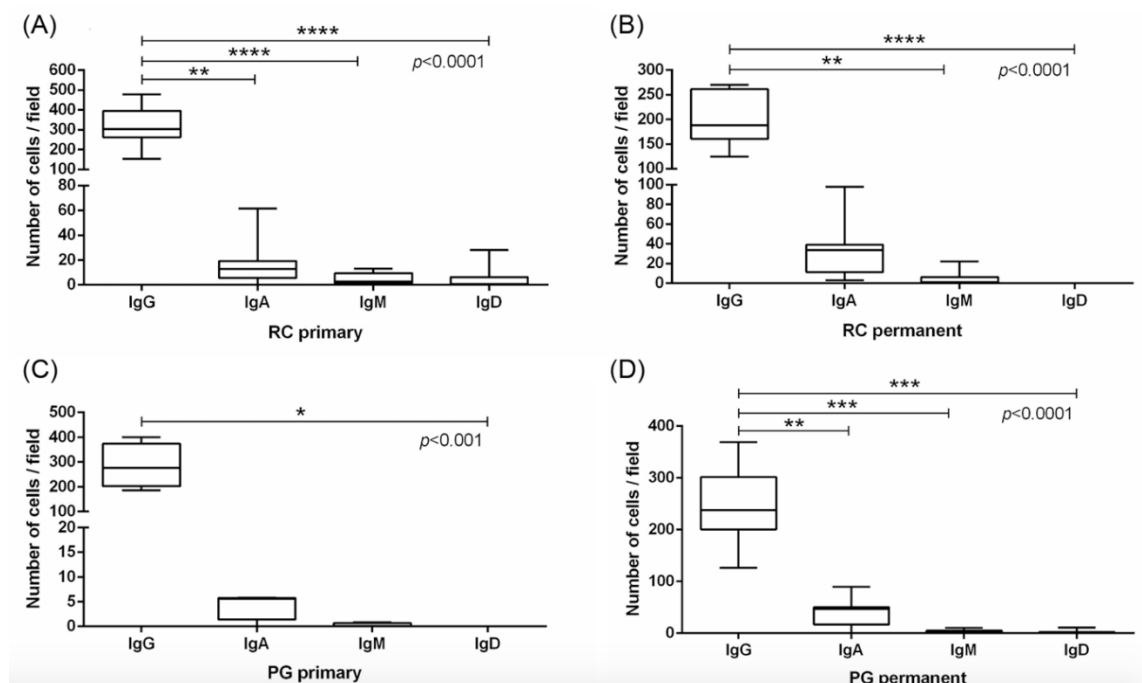 (A)
****
****
**
p<0.0001
Number of cells / field
600
500
400
300
200
100
80
60
40
20
0
IgG IgA IgM IgD
RC primary
(B)
****
**
p<0.0001
Number of cells / field
300
250
200
150
100
100
80
60
40
20
0
IgG IgA IgM IgD
RC permanent
(C)
*
p<0.001
Number of cells / field
500
400
300
200
100
20
15
10
5
0
IgG IgA IgM IgD
PG primary
(D)
***
***
**
p<0.0001
Number of cells / field
400
300
200
100
0
IgG IgA IgM IgD
PG permanent